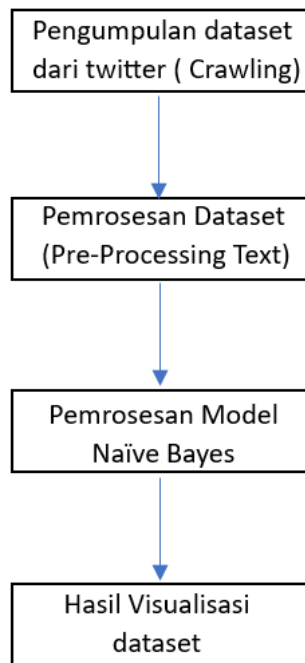 Pengumpulan dataset
dari twitter ( Crawling)
Pemrosesan Dataset
(Pre-Processing Text)
Pemrosesan Model
Naïve Bayes
Hasil Visualisasi
dataset